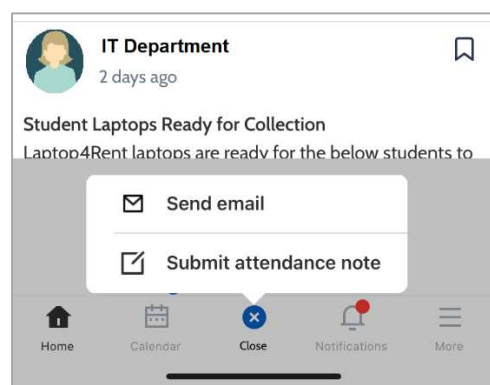 IT Department
2 days ago
Student Laptops Ready for Collection
Laptop4Rent laptops are ready for the below students to
Send email
Submit attendance note
Home Calendar Close Notifications More